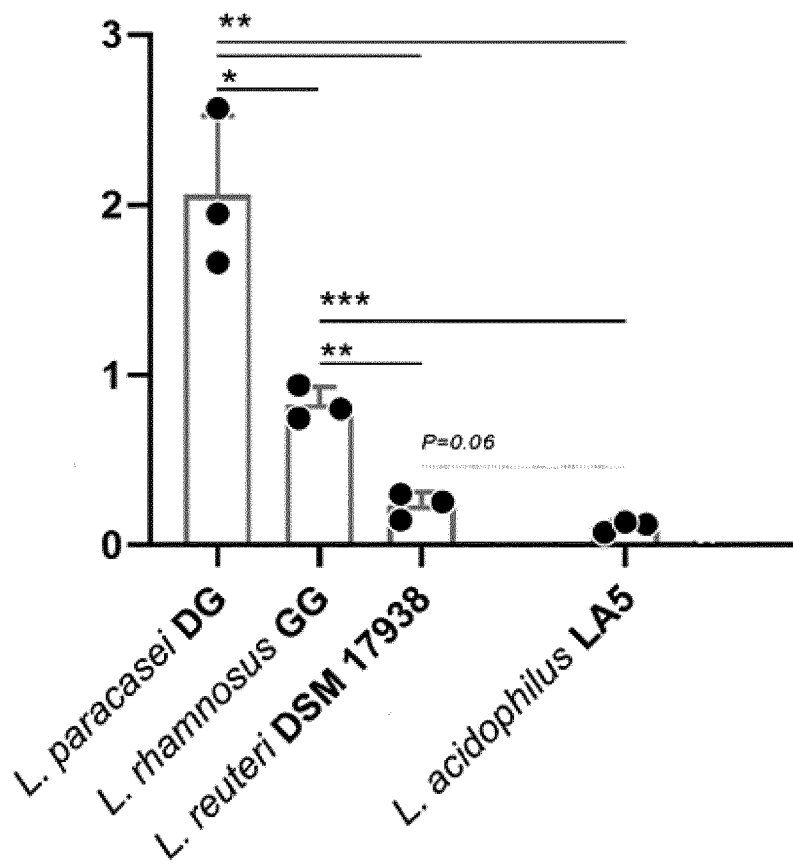 3
**
*
2
***
1
**
P=0.06
0
L. paracasei DG
L. rhamnosus GG
L. reuteri DSM 17938
L. acidophilus LA5